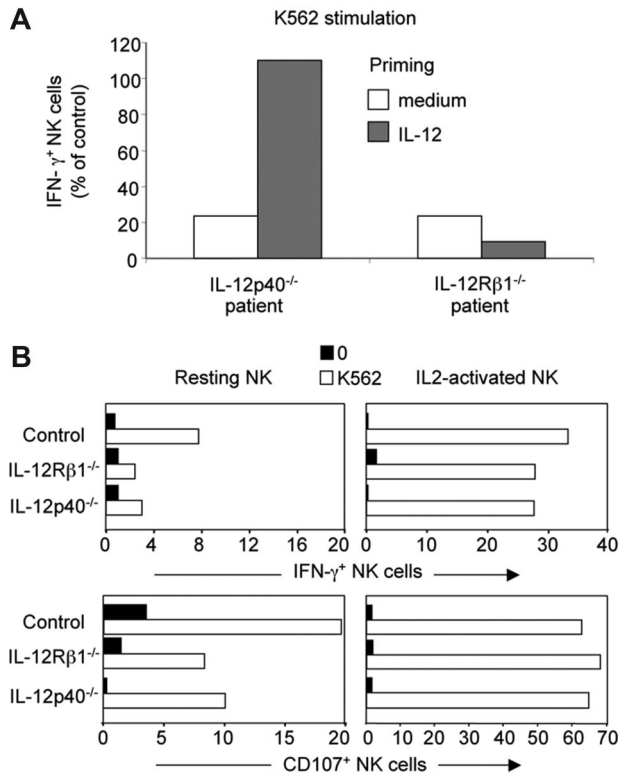 A
K562 stimulation
IFN- γ+ NK cells
(% of control)
120
100
80
60
40
20
0
Priming
medium
IL-12
IL-12p40-/-
patient
IL-12Rβ1-/-
patient
B
0
K562
Resting NK
IL2-activated NK
Control
IL-12Rβ1-/-
IL-12p40-/-
0 4 8 12 16 20
0 10 20 30 40
IFN-γ+ NK cells
Control
IL-12Rβ1-/-
IL-12p40-/-
0 5 10 15 20
0 10 20 30 40 50 60 70
CD107+ NK cells